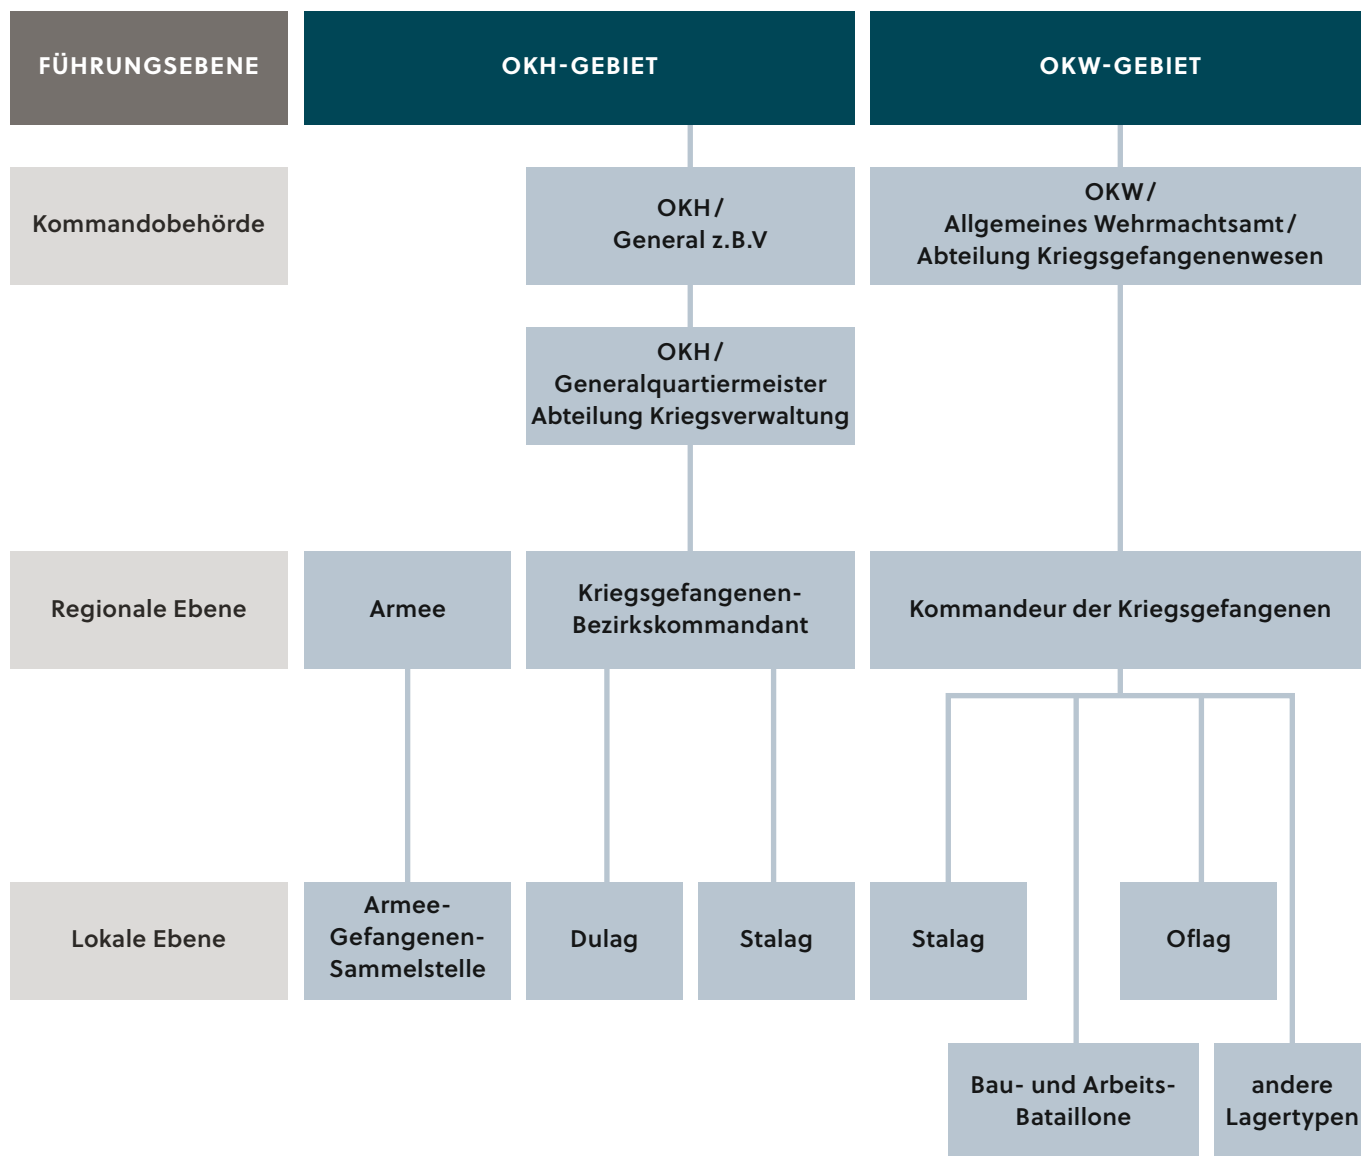 FÜHRUNGSEBENE
OKH-GEBIET
OKW-GEBIET
Kommandobehörde
OKH/
General z.B.V
OKW/
Allgemeines Wehrmachtsamt/
Abteilung Kriegsgefangenenwesen
OKH/
Generalquartiermeister
Abteilung Kriegsverwaltung
Regionale Ebene
Armee
Kriegsgefangenen-
Bezirkskommandant
Kommandeur der Kriegsgefangenen
Lokale Ebene
Armee-
Gefangenen-
Sammelstelle
Dulag
Stalag
Stalag
Oflag
Bau- und Arbeits-
Bataillone
andere
Lagertypen